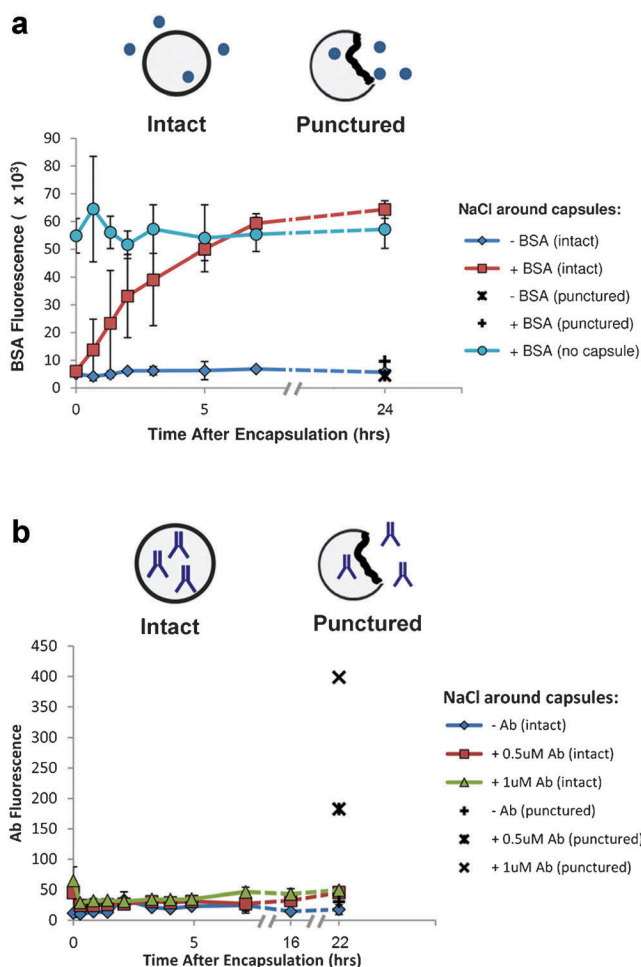 a
Intact
Punctured
90
80
70
60
50
40
30
20
10
0
BSA Fluorescence ( x 10³)
0
5
24
Time After Encapsulation (hrs)
NaCl around capsules:
- BSA (intact)
+ BSA (intact)
- BSA (punctured)
+ BSA (punctured)
+ BSA (no capsule)
b
Intact
Punctured
450
400
350
300
250
200
150
100
50
0
Ab Fluorescence
0
5
16
22
Time After Encapsulation (hrs)
NaCl around capsules:
- Ab (intact)
+ 0.5uM Ab (intact)
+ 1uM Ab (intact)
- Ab (punctured)
+ 0.5uM Ab (punctured)
+ 1uM Ab (punctured)